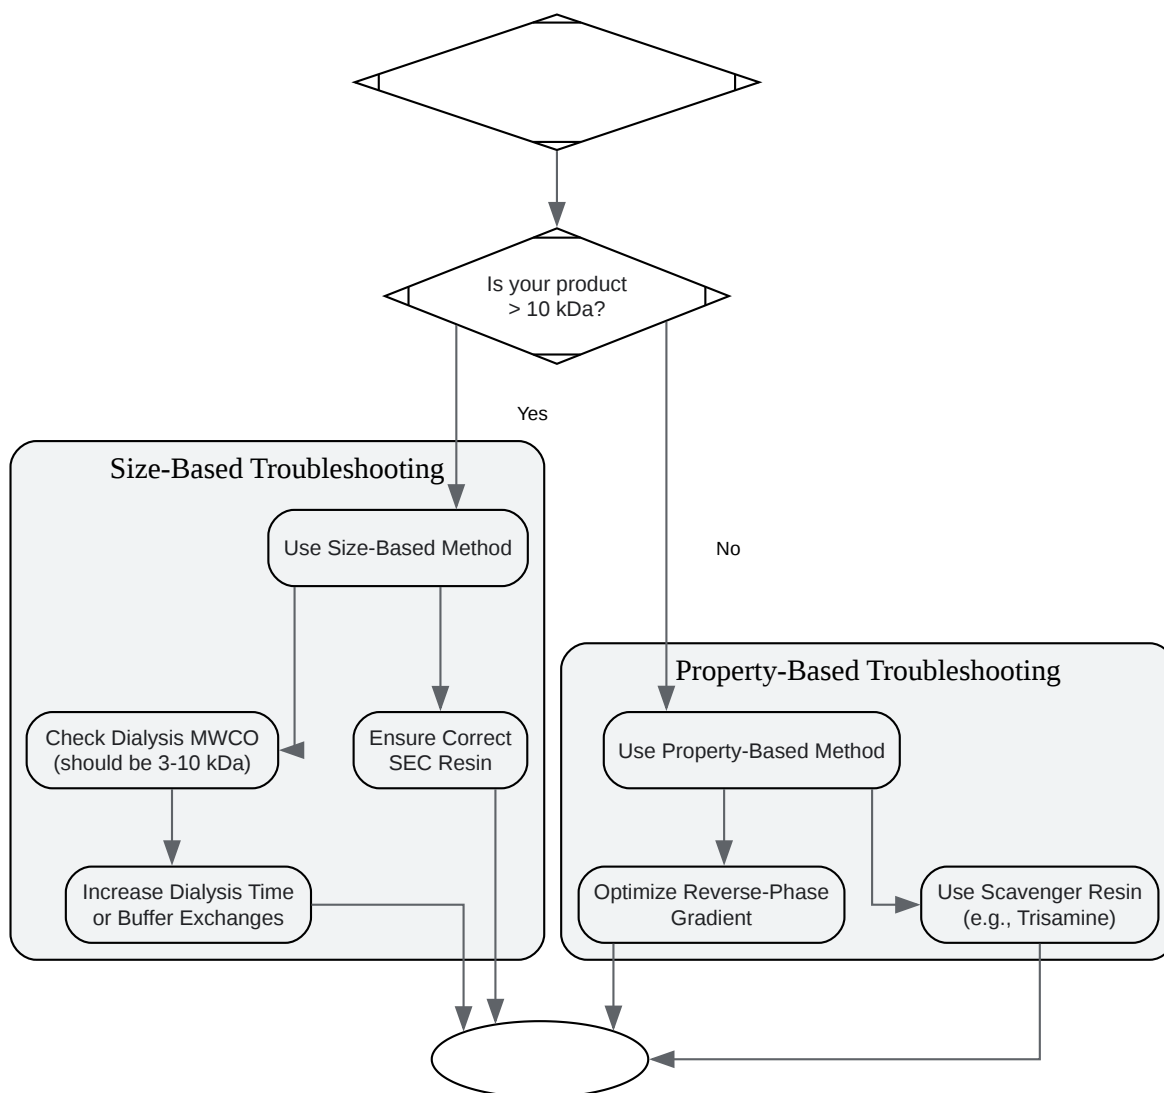 Is your product
> 10 kDa?
Yes
Size-Based Troubleshooting
Use Size-Based Method
No
Property-Based Troubleshooting
Check Dialysis MWCO
(should be 3-10 kDa)
Ensure Correct
SEC Resin
Use Property-Based Method
Increase Dialysis Time
or Buffer Exchanges
Optimize Reverse-Phase
Gradient
Use Scavenger Resin
(e.g., Trisamine)